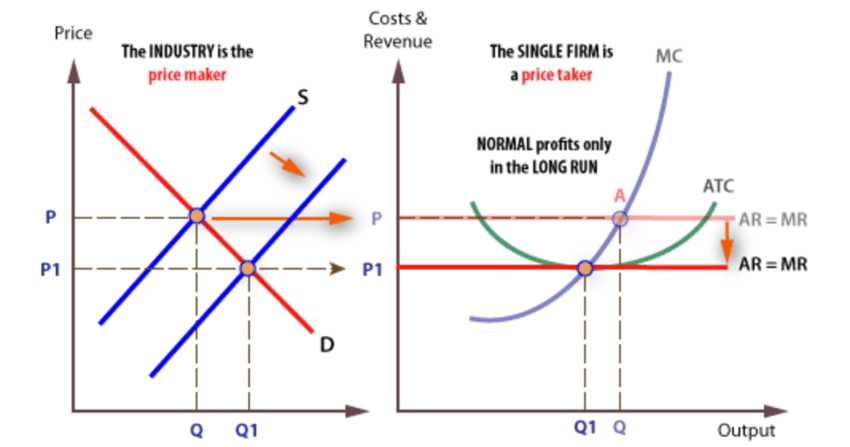 Price
The INDUSTRY is the
price maker
S
P
P1
D
Q
Q1
Costs &
Revenue
The SINGLE FIRM is
a price taker
MC
NORMAL profits only
in the LONG RUN
A
ATC
P
AR = MR
P1
AR = MR
Q1
Q
Output